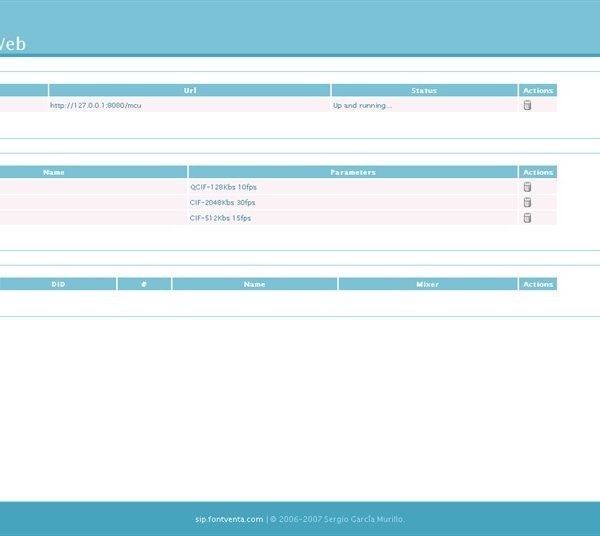 Web
Url Status Actions
http://127.0.0.1:8080/mcu Up and running...
Name Parameters Actions
QCIF-128Kbs 10fps
CIF-2048Kbs 30fps
CIF-512Kbs 15fps
DID # Name Mixer Actions
sip.fontventa.com | © 2006-2007 Sergio García Murillo.